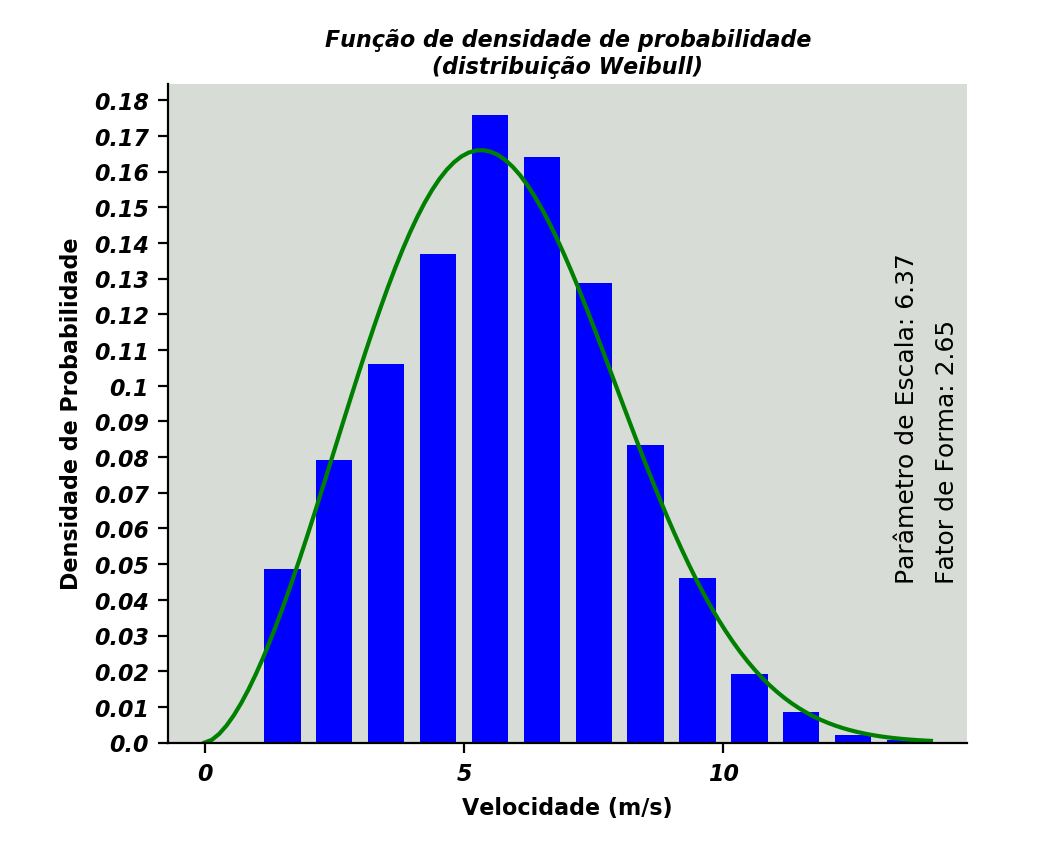 Função de densidade de probabilidade
(distribuição Weibull)
0.18
0.17
0.16
0.15
0.14
0.13
0.12
0.11
0.1
0.09
0.08
0.07
0.06
0.05
0.04
0.03
0.02
0.01
0.0
Densidade de Probabilidade
Parâmetro de Escala: 6.37
Fator de Forma: 2.65
0 5 10
Velocidade (m/s)